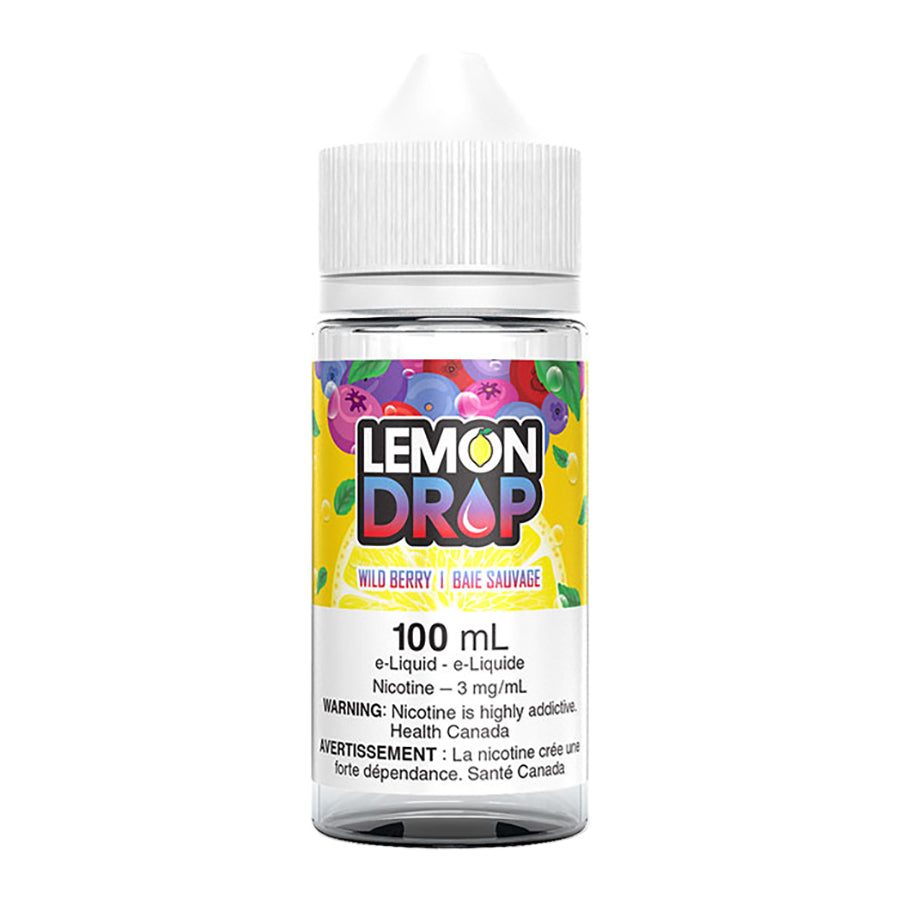 LEMON
DROP
WILD BERRY | BAIE SAUVAGE
100 mL
e-Liquid - e-Liquide
Nicotine – 3 mg/mL
WARNING: Nicotine is highly addictive.
Health Canada
AVERTISSEMENT : La nicotine crée une
forte dépendance. Santé Canada